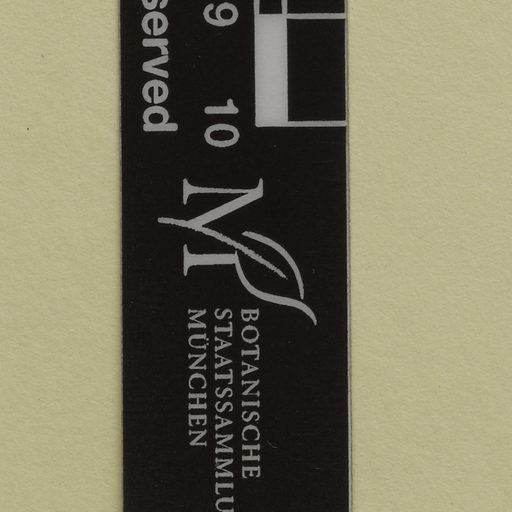 served
9 10
BOTANISCHE
STAATSSAMMLU
MÜNCHEN